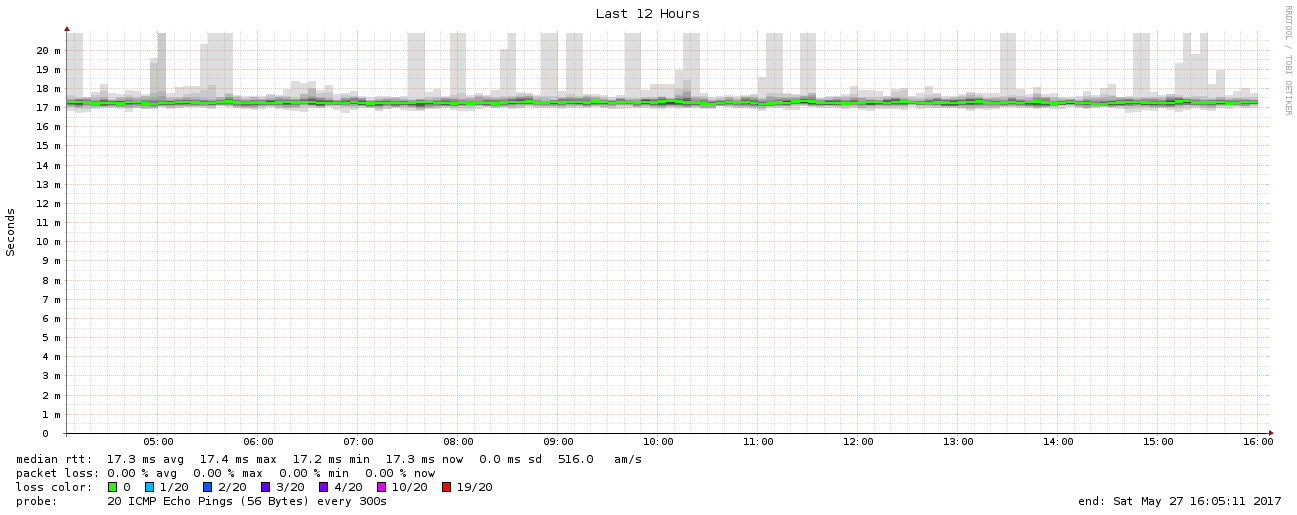 Last 12 Hours
RRDTOOL / TOBI OETIKER
Seconds
20 m
19 m
18 m
17 m
16 m
15 m
14 m
13 m
12 m
11 m
10 m
9 m
8 m
7 m
6 m
5 m
4 m
3 m
2 m
1 m
0
05:00 06:00 07:00 08:00 09:00 10:00 11:00 12:00 13:00 14:00 15:00 16:00
median rtt: 17.3 ms avg 17.4 ms max 17.2 ms min 17.3 ms now 0.0 ms sd 516.0 am/s
packet loss: 0.00 % avg 0.00 % max 0.00 % min 0.00 % now
loss color: 0 1/20 2/20 3/20 4/20 10/20 19/20
probe: 20 ICMP Echo Pings (56 Bytes) every 300s end: Sat May 27 16:05:11 2017